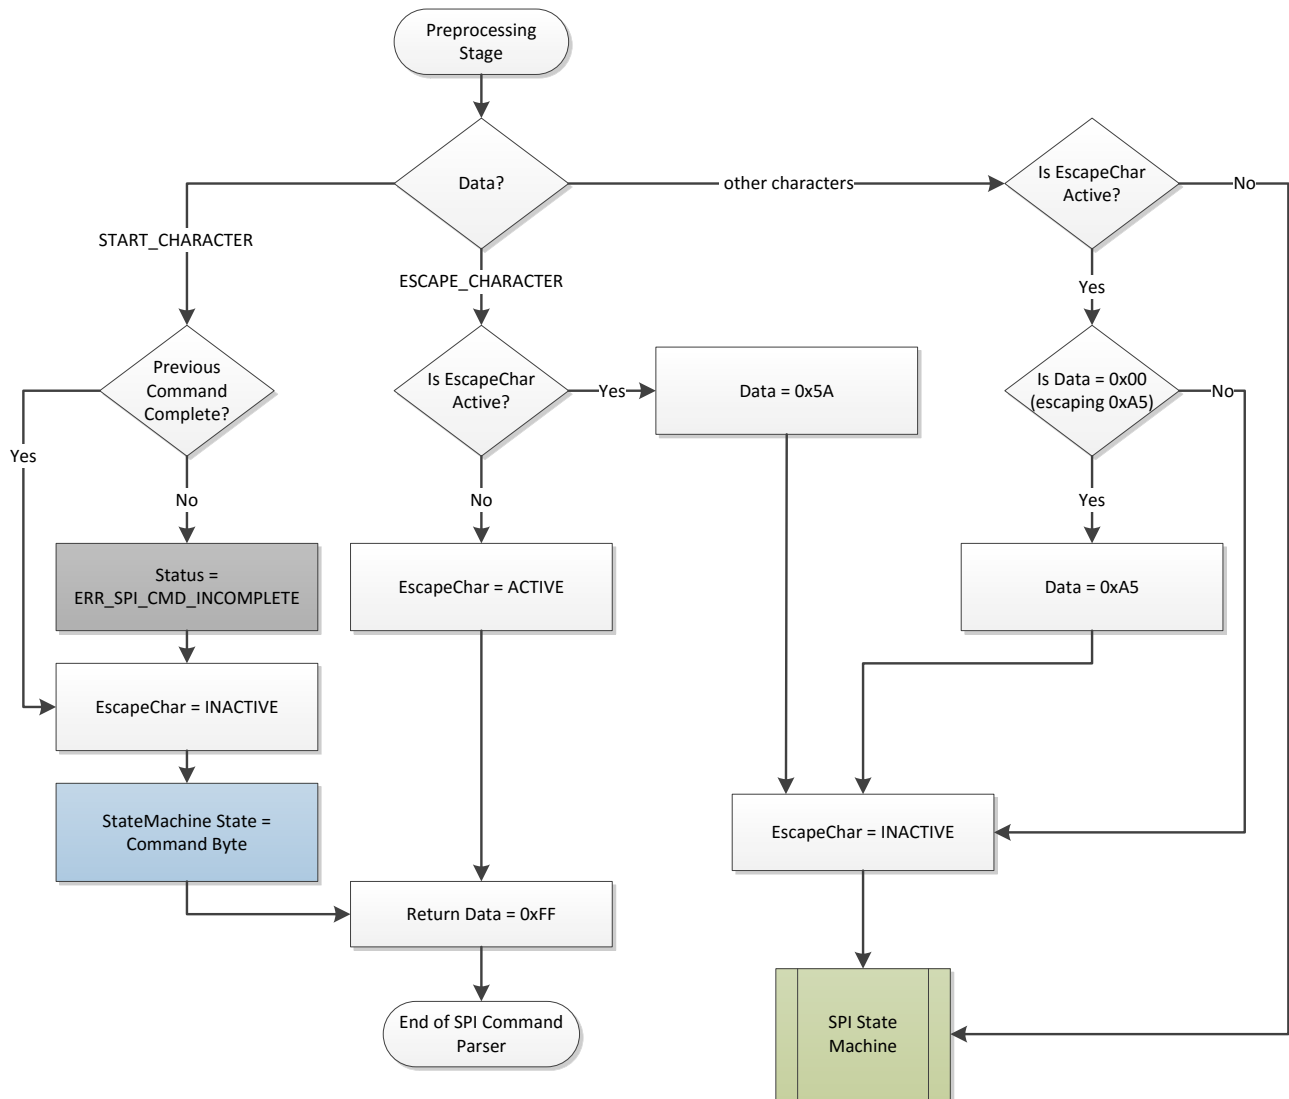 Preprocessing
Stage
Data?
other characters
Is EscapeChar
Active?
No
START_CHARACTER
ESCAPE_CHARACTER
Yes
Previous
Command
Complete?
Is EscapeChar
Active?
Yes
Data = 0x5A
Is Data = 0x00
(escaping 0xA5)
No
Yes
No
No
Yes
Status =
ERR_SPI_CMD_INCOMPLETE
EscapeChar = ACTIVE
Data = 0xA5
EscapeChar = INACTIVE
StateMachine State =
Command Byte
EscapeChar = INACTIVE
Return Data = 0xFF
End of SPI Command
Parser
SPI State
Machine